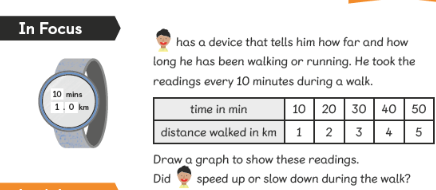 In Focus
10 mins
1.0 km
has a device that tells him how far and how
long he has been walking or running. He took the
readings every 10 minutes during a walk.
time in min 10 20 30 40 50
distance walked in km 1 2 3 4 5
Draw a graph to show these readings.
Did speed up or slow down during the walk?